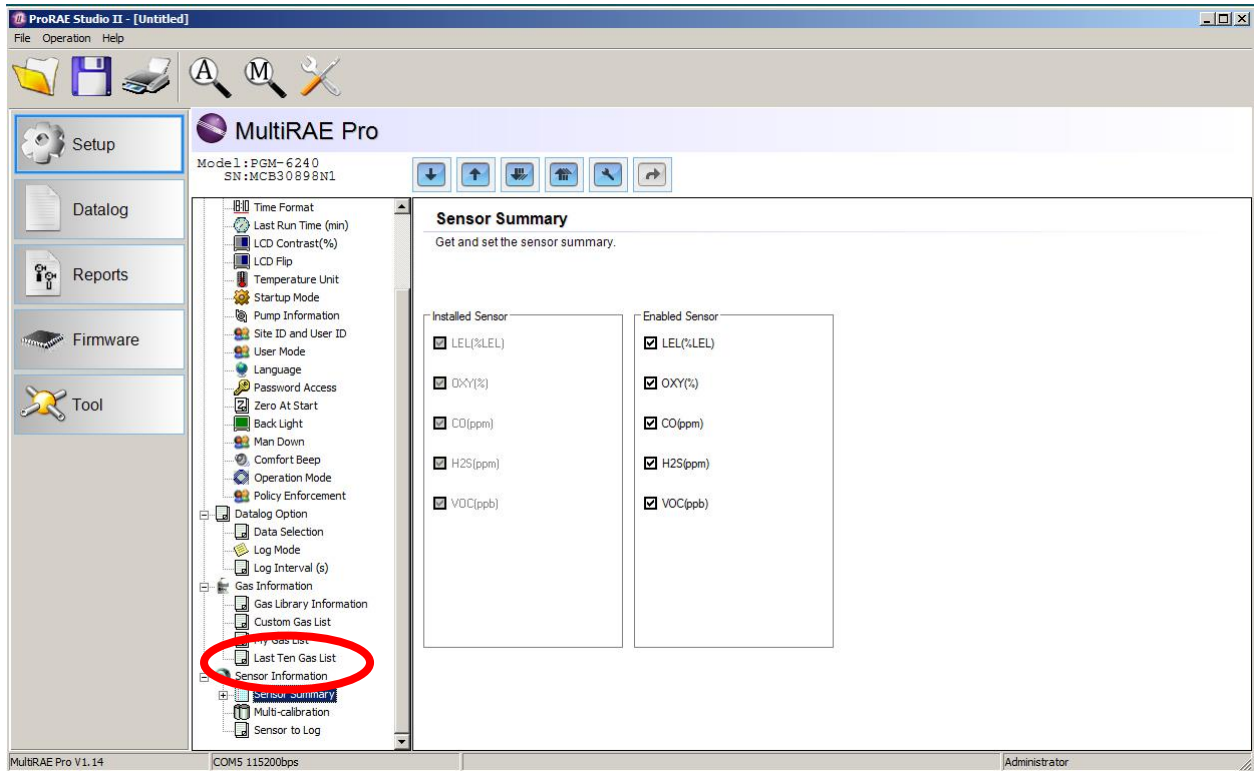 ProRAE Studio II - [Untitled]
File Operation Help
A M
Setup
Datalog
Reports
Firmware
Tool
MultiRAE Pro
Model:PGM-6240
SN:MCB30898N1
Time Format
Last Run Time (min)
LCD Contrast(%)
LCD Flip
Temperature Unit
Startup Mode
Pump Information
Site ID and User ID
User Mode
Language
Password Access
Zero At Start
Back Light
Man Down
Comfort Beep
Operation Mode
Policy Enforcement
Datalog Option
Data Selection
Log Mode
Log Interval (s)
Gas Information
Gas Library Information
Custom Gas List
My Gas List
Last Ten Gas List
Sensor Information
Sensor Summary
Multi-calibration
Sensor to Log
Sensor Summary
Get and set the sensor summary.
Installed Sensor
LEL(%LEL)
OXY(%)
CO(ppm)
H2S(ppm)
VOC(ppb)
Enabled Sensor
LEL(%LEL)
OXY(%)
CO(ppm)
H2S(ppm)
VOC(ppb)
MultiRAE Pro V1.14
COM5 115200bps
Administrator